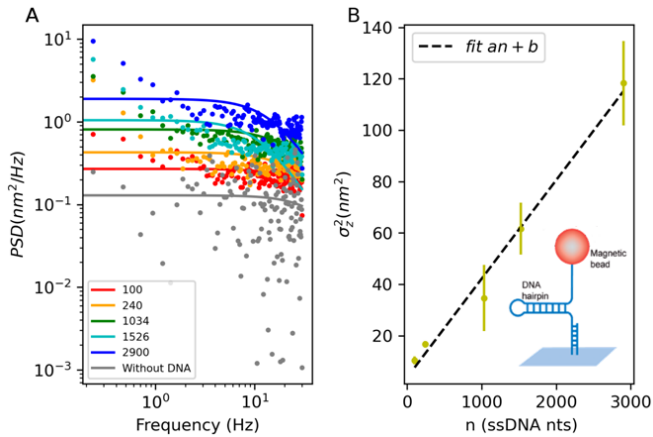 A
PSD(nm²/Hz)
10¹
10⁰
10⁻¹
10⁻²
10⁻³
100
240
1034
1526
2900
Without DNA
10⁰
10¹
Frequency (Hz)
B
σ_z²(nm²)
140
120
100
80
60
40
20
fit an + b
Magnetic
bead
DNA
hairpin
0
1000
2000
3000
n (ssDNA nts)